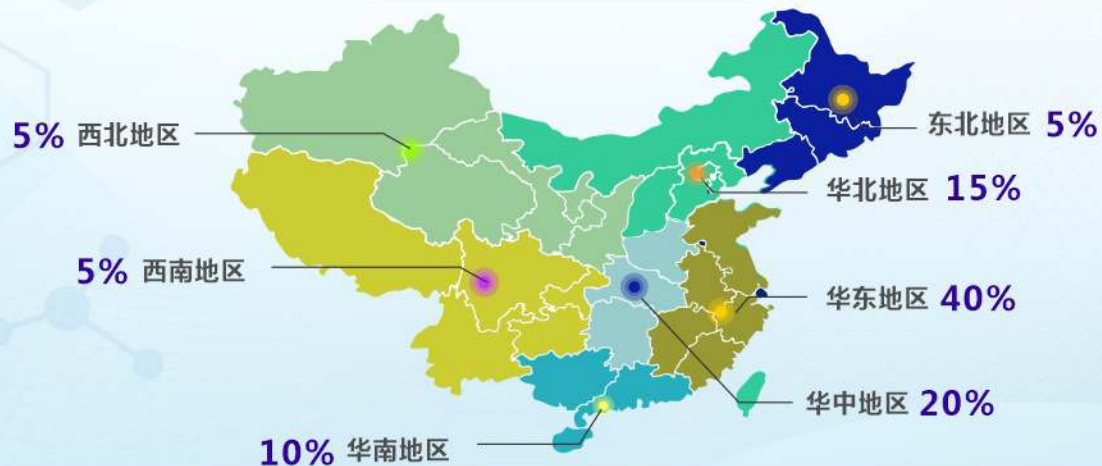 5% 西北地区
东北地区 5%
华北地区 15%
5% 西南地区
华东地区 40%
华中地区 20%
10% 华南地区